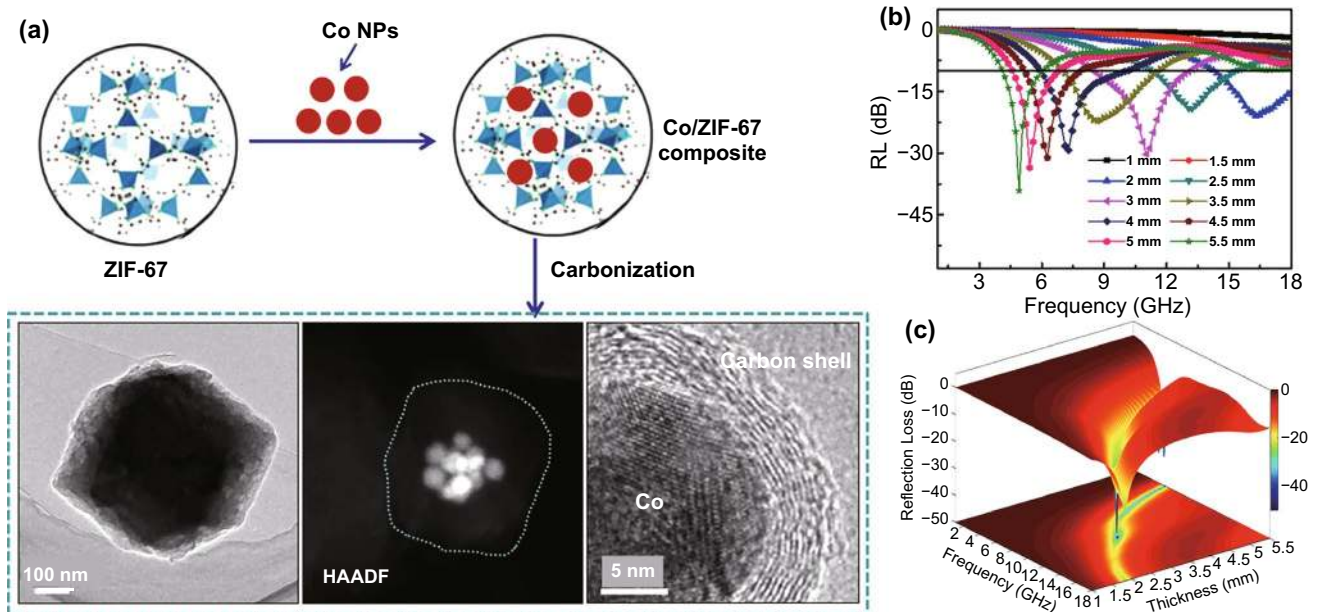 (a)
Co NPs
ZIF-67
Co/ZIF-67
composite
Carbonization
100 nm
HAADF
Carbon shell
Co
5 nm
(b)
0
−15
−30
−45
RL (dB)
1 mm
1.5 mm
2 mm
2.5 mm
3 mm
3.5 mm
4 mm
4.5 mm
5 mm
5.5 mm
3 6 9 12 15 18
Frequency (GHz)
(c)
0
−10
−20
−30
−40
−50
Reflection Loss (dB)
2 4 6 8 10 12 14 16 18
Frequency (GHz)
1 1.5 2 2.5 3 3.5 4 4.5 5 5.5
Thickness (mm)
0
−20
−40